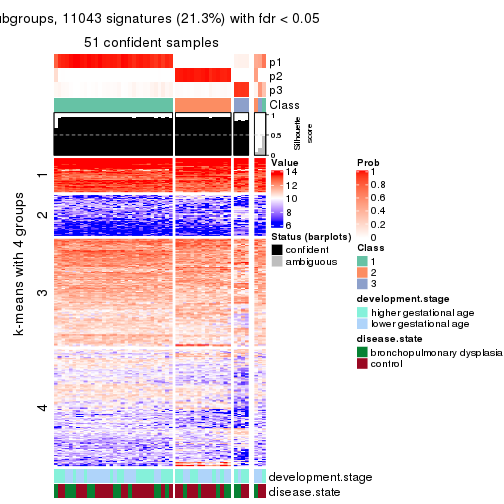 ubgroups, 11043 signatures (21.3%) with fdr < 0.05
51 confident samples
p1
p2
p3
Class
1
0.5
0
Silhouette
score
k-means with 4 groups
1
2
3
4
Value
14
12
10
8
6
Status (barplots)
confident
ambiguous
Prob
1
0.8
0.6
0.4
0.2
0
Class
1
2
3
development.stage
higher gestational age
lower gestational age
disease.state
bronchopulmonary dysplasia
control
development.stage
disease.state